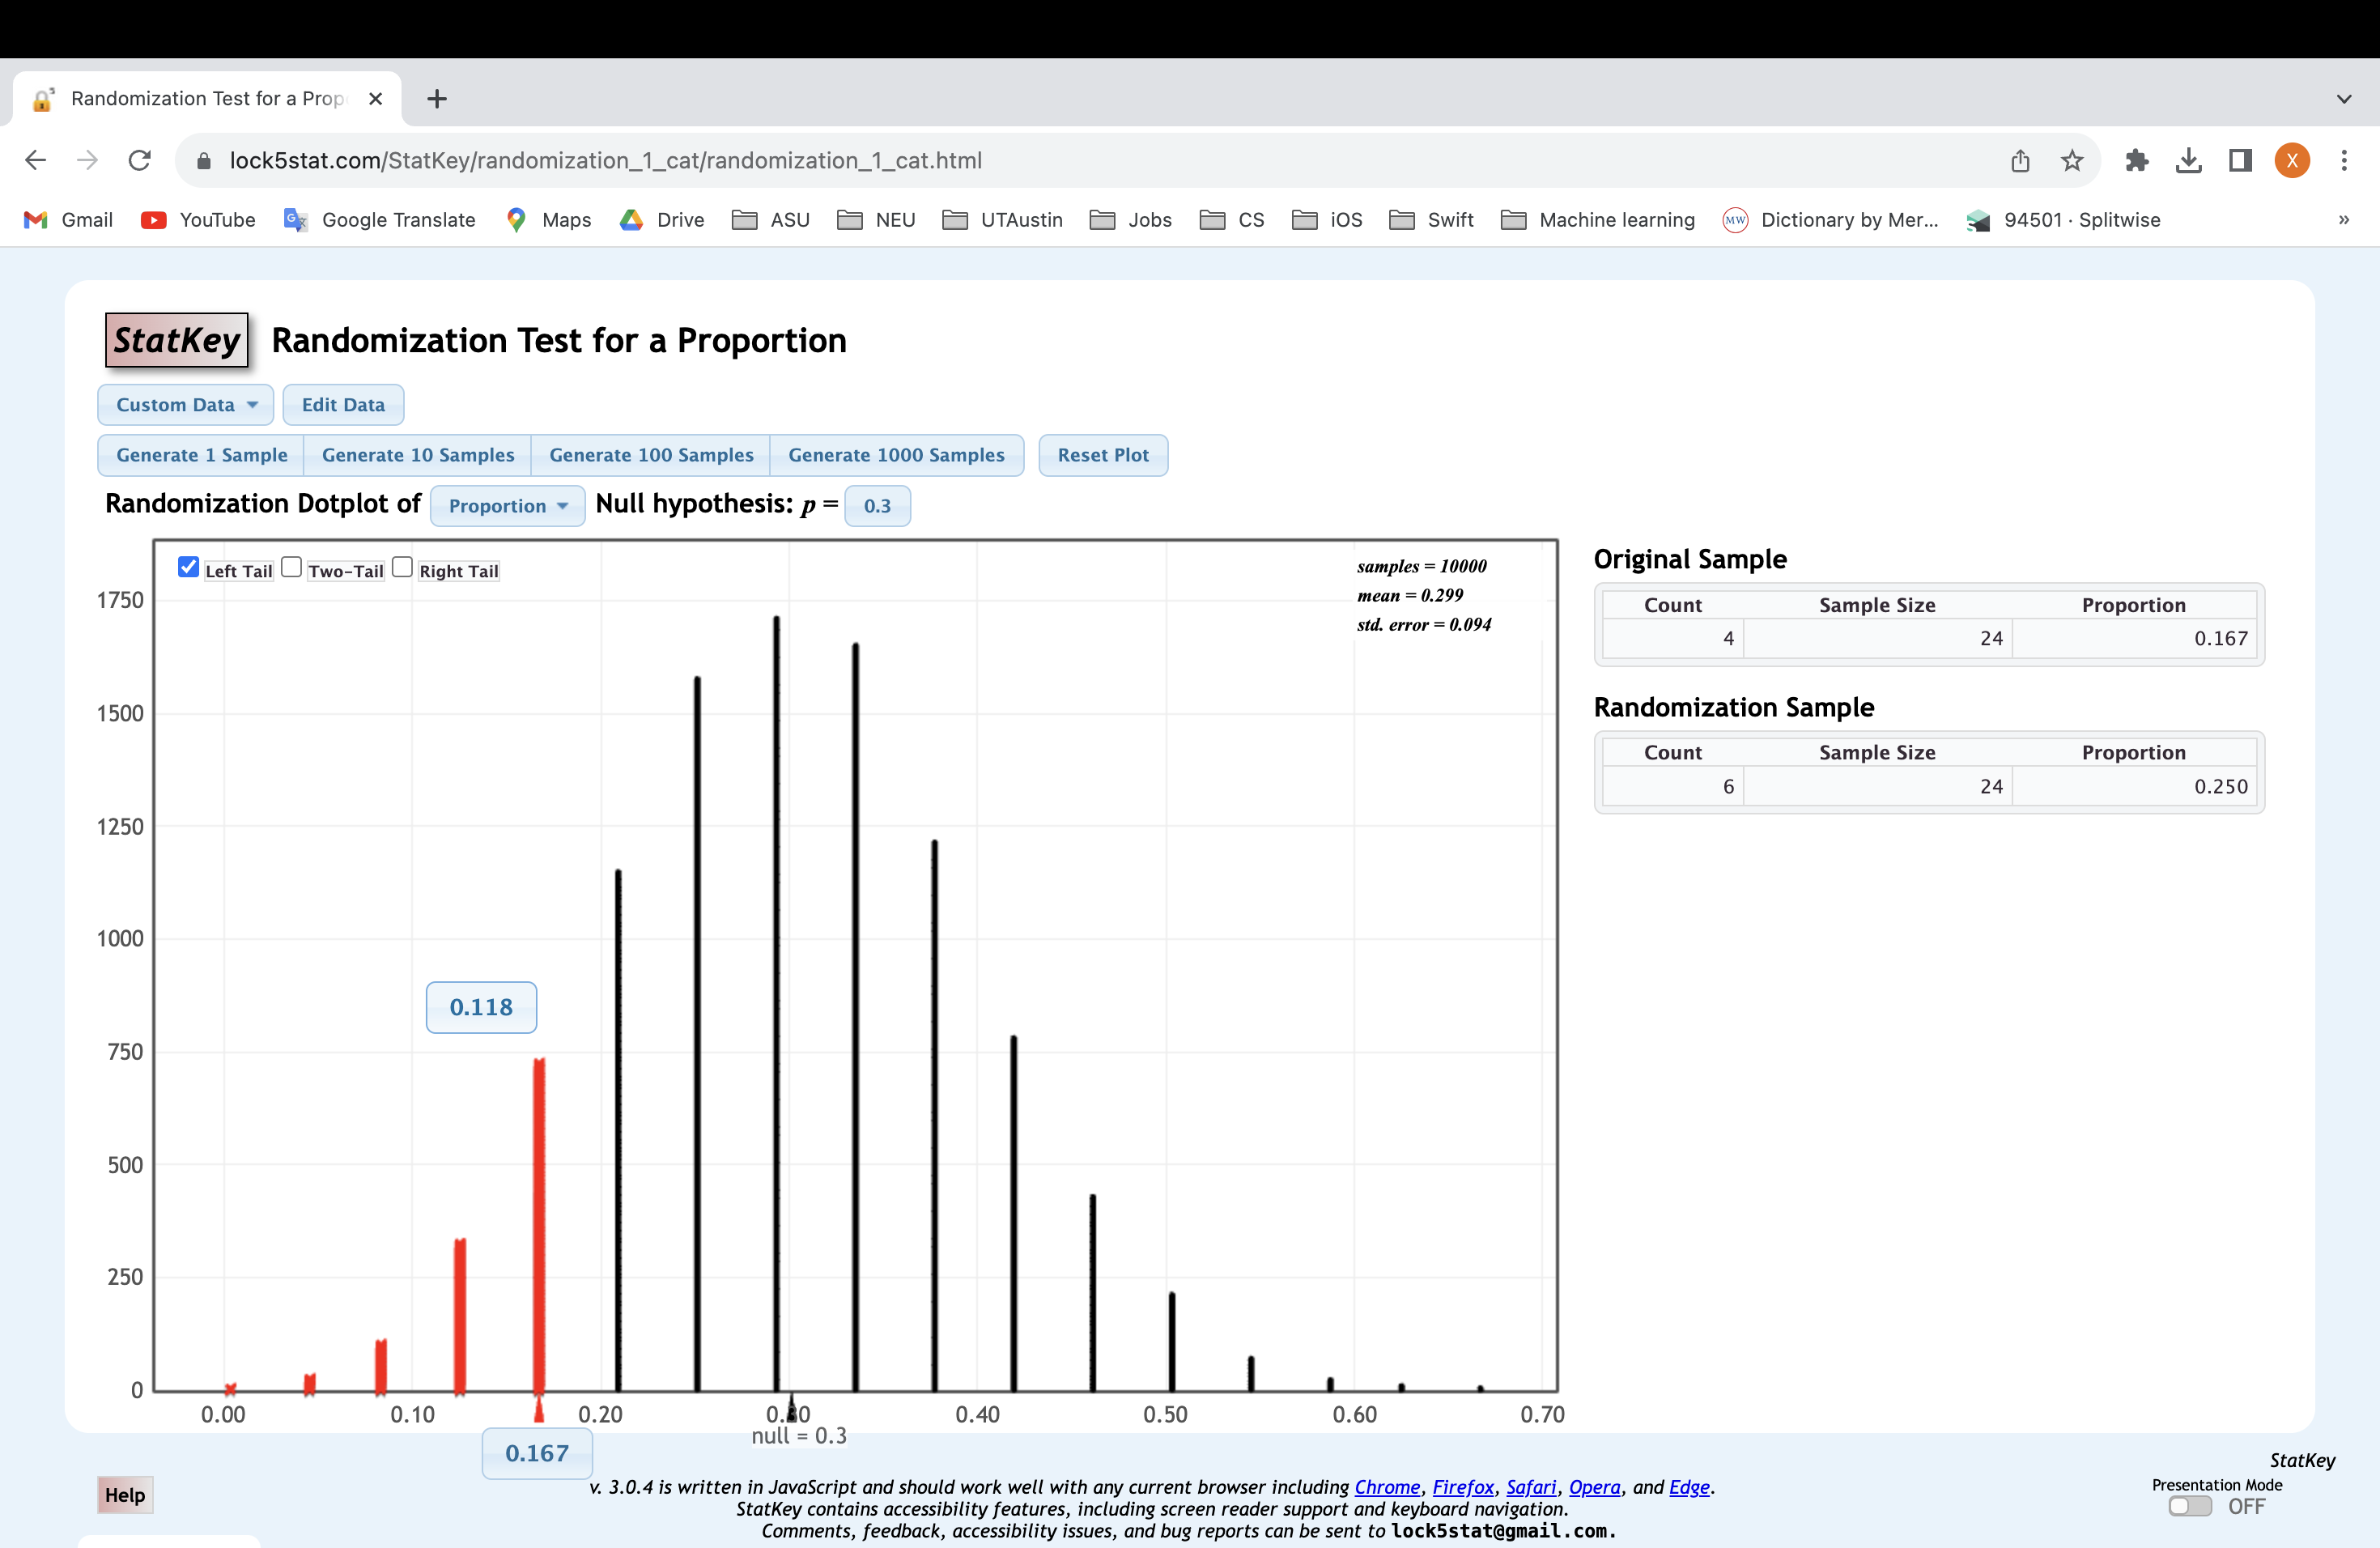 Randomization Test for a Prop
lock5stat.com/StatKey/randomization_1_cat/randomization_1_cat.html
X
Gmail YouTube Google Translate Maps Drive ASU NEU UTAustin Jobs CS iOS Swift Machine learning MW Dictionary by Mer... 94501 · Splitwise »
StatKey Randomization Test for a Proportion
Custom Data Edit Data
Generate 1 Sample Generate 10 Samples Generate 100 Samples Generate 1000 Samples Reset Plot
Randomization Dotplot of Proportion Null hypothesis: p = 0.3
Left Tail Two-Tail Right Tail
samples = 10000
mean = 0.299
std. error = 0.094
1750
1500
1250
1000
750
500
250
0
0.118
0.00 0.10 0.20 0.30 0.40 0.50 0.60 0.70
null = 0.3
0.167
Original Sample
Count Sample Size Proportion
4 24 0.167
Randomization Sample
Count Sample Size Proportion
6 24 0.250
Help
v. 3.0.4 is written in JavaScript and should work well with any current browser including Chrome, Firefox, Safari, Opera, and Edge.
StatKey contains accessibility features, including screen reader support and keyboard navigation.
Comments, feedback, accessibility issues, and bug reports can be sent to lock5stat@gmail.com.
StatKey
Presentation Mode
OFF